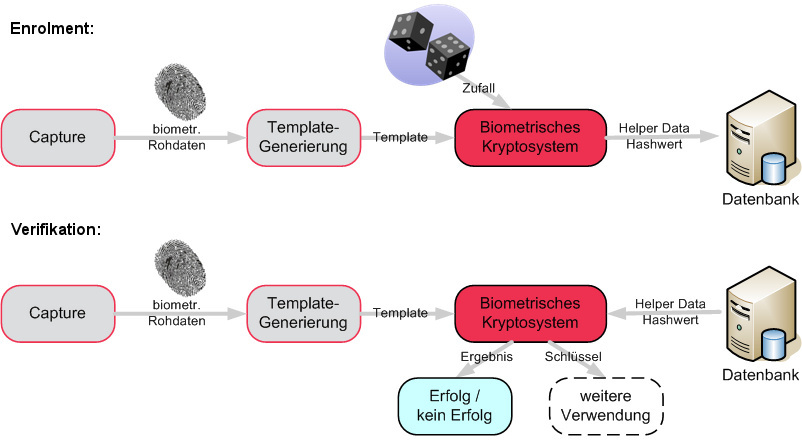 Enrolment:
Zufall
Capture
biometr.
Rohdaten
Template-
Generierung
Template
Biometrisches
Kryptosystem
Helper Data
Hashwert
Datenbank
Verifikation:
Capture
biometr.
Rohdaten
Template-
Generierung
Template
Biometrisches
Kryptosystem
Helper Data
Hashwert
Datenbank
Ergebnis
Schlüssel
Erfolg /
kein Erfolg
weitere
Verwendung